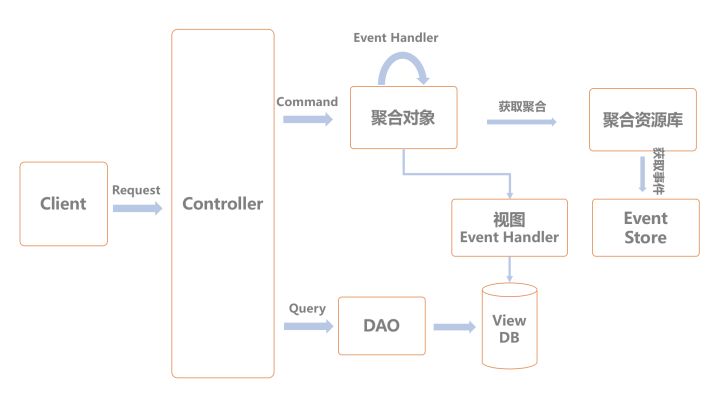 Event Handler
Command
聚合对象
获取聚合
聚合资源库
获取事件
Client
Request
Controller
视图
Event Handler
Event
Store
Query
DAO
View
DB